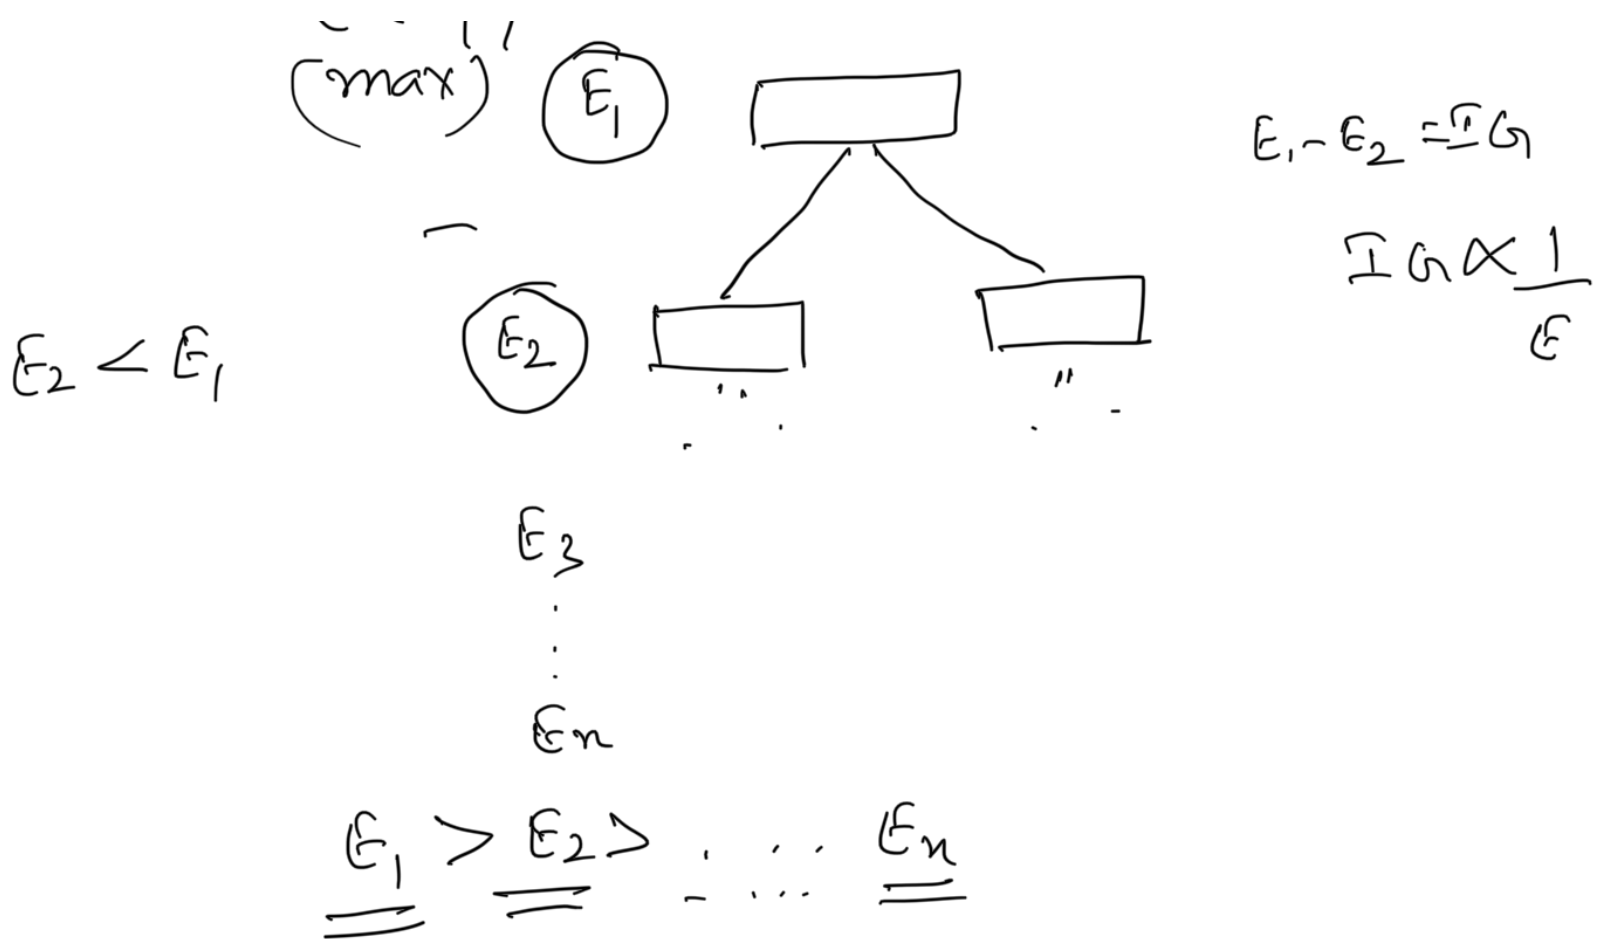 (max) E₁
E₁ - E₂ = IG
IG ∝ 1/E
E₂ < E₁ E₂
E₃
⋮
Eₙ
E₁ > E₂ > . ... Eₙ